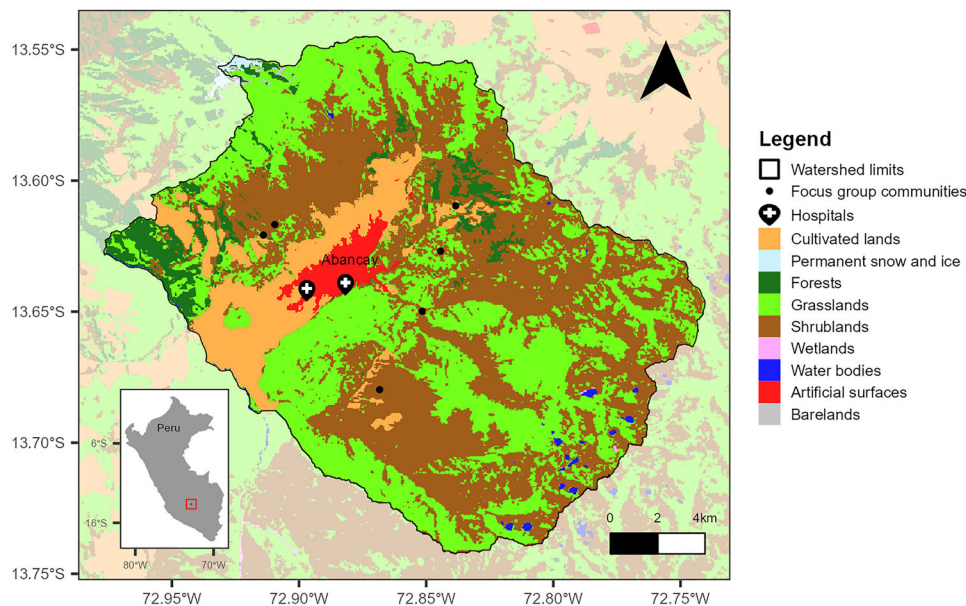 13.55°S
13.60°S
13.65°S
13.70°S
13.75°S
Abancay
Peru
6°S
16°S
80°W
70°W
0
2
4km
72.95°W
72.90°W
72.85°W
72.80°W
72.75°W
Legend
Watershed limits
Focus group communities
Hospitals
Cultivated lands
Permanent snow and ice
Forests
Grasslands
Shrublands
Wetlands
Water bodies
Artificial surfaces
Barelands